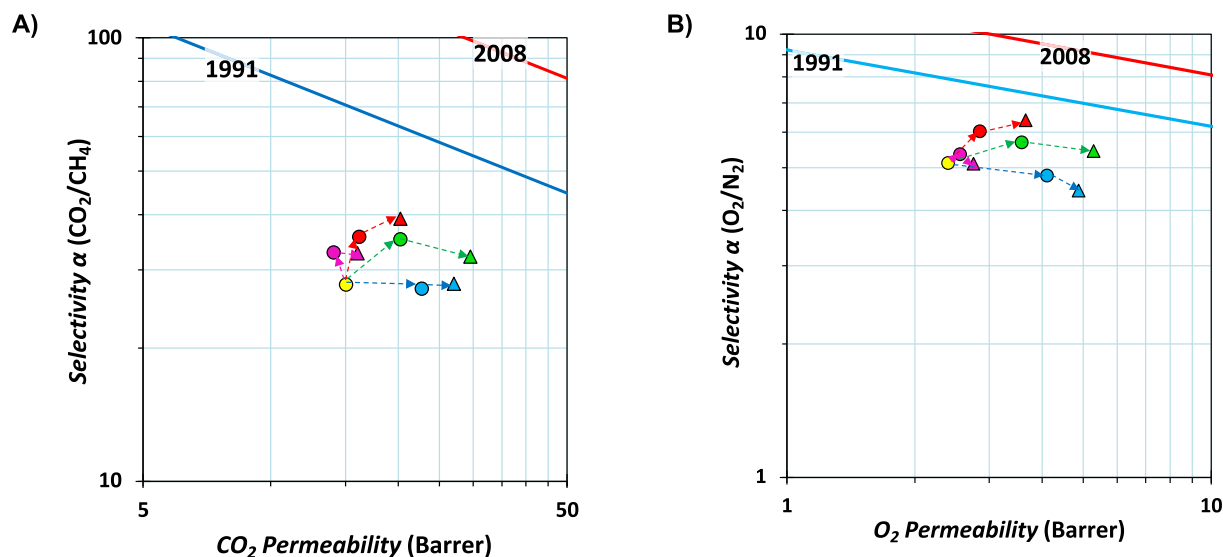 A)
100
2008
1991
Selectivity α (CO₂/CH₄)
10
5
50
CO₂ Permeability (Barrer)
B)
10
2008
1991
Selectivity α (O₂/N₂)
1
1
10
O₂ Permeability (Barrer)